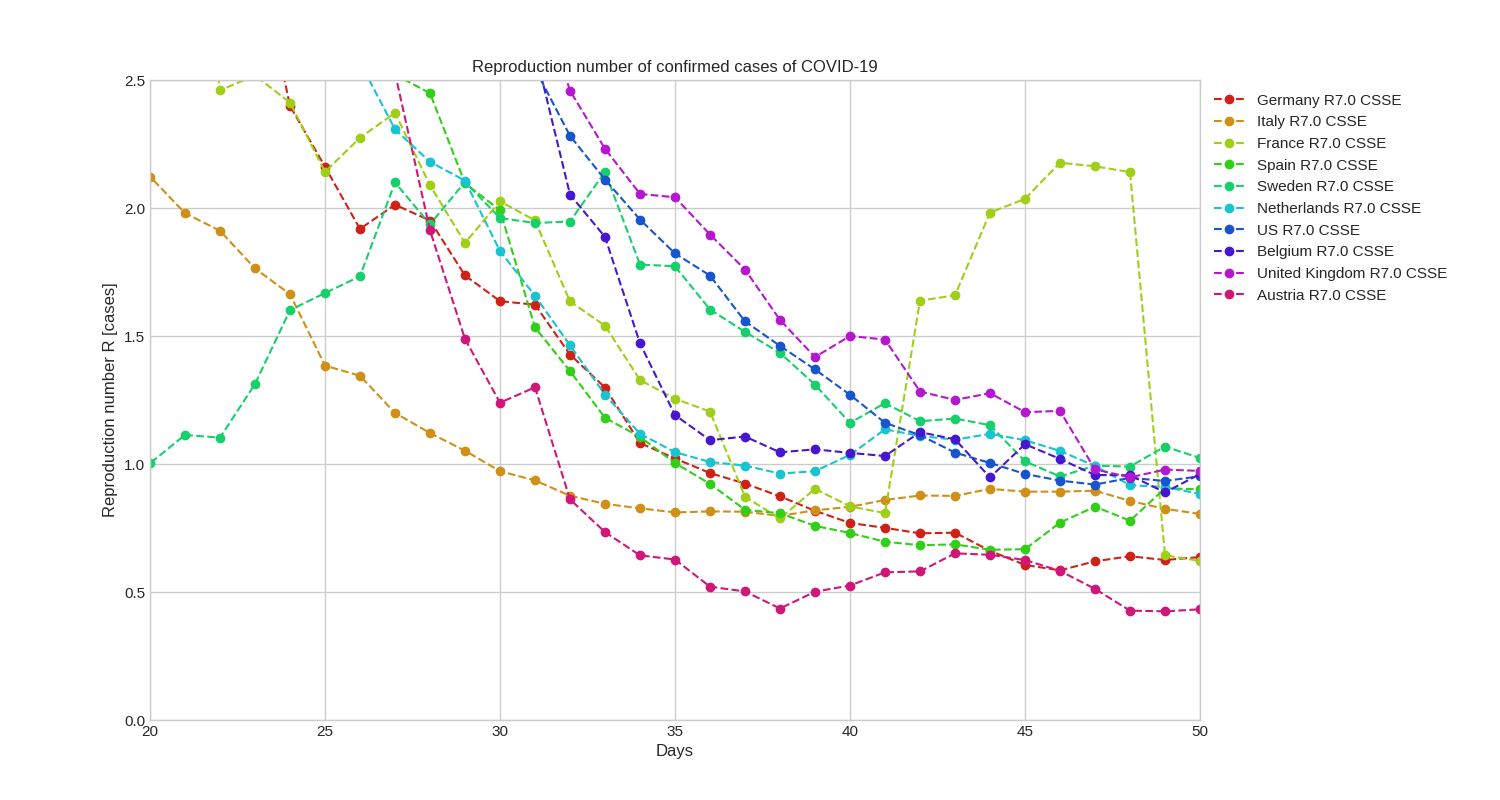 Reproduction number of confirmed cases of COVID-19
2.5
2.0
1.5
1.0
0.5
0.0
Reproduction number R [cases]
20 25 30 35 40 45 50
Days
Germany R7.0 CSSE
Italy R7.0 CSSE
France R7.0 CSSE
Spain R7.0 CSSE
Sweden R7.0 CSSE
Netherlands R7.0 CSSE
US R7.0 CSSE
Belgium R7.0 CSSE
United Kingdom R7.0 CSSE
Austria R7.0 CSSE